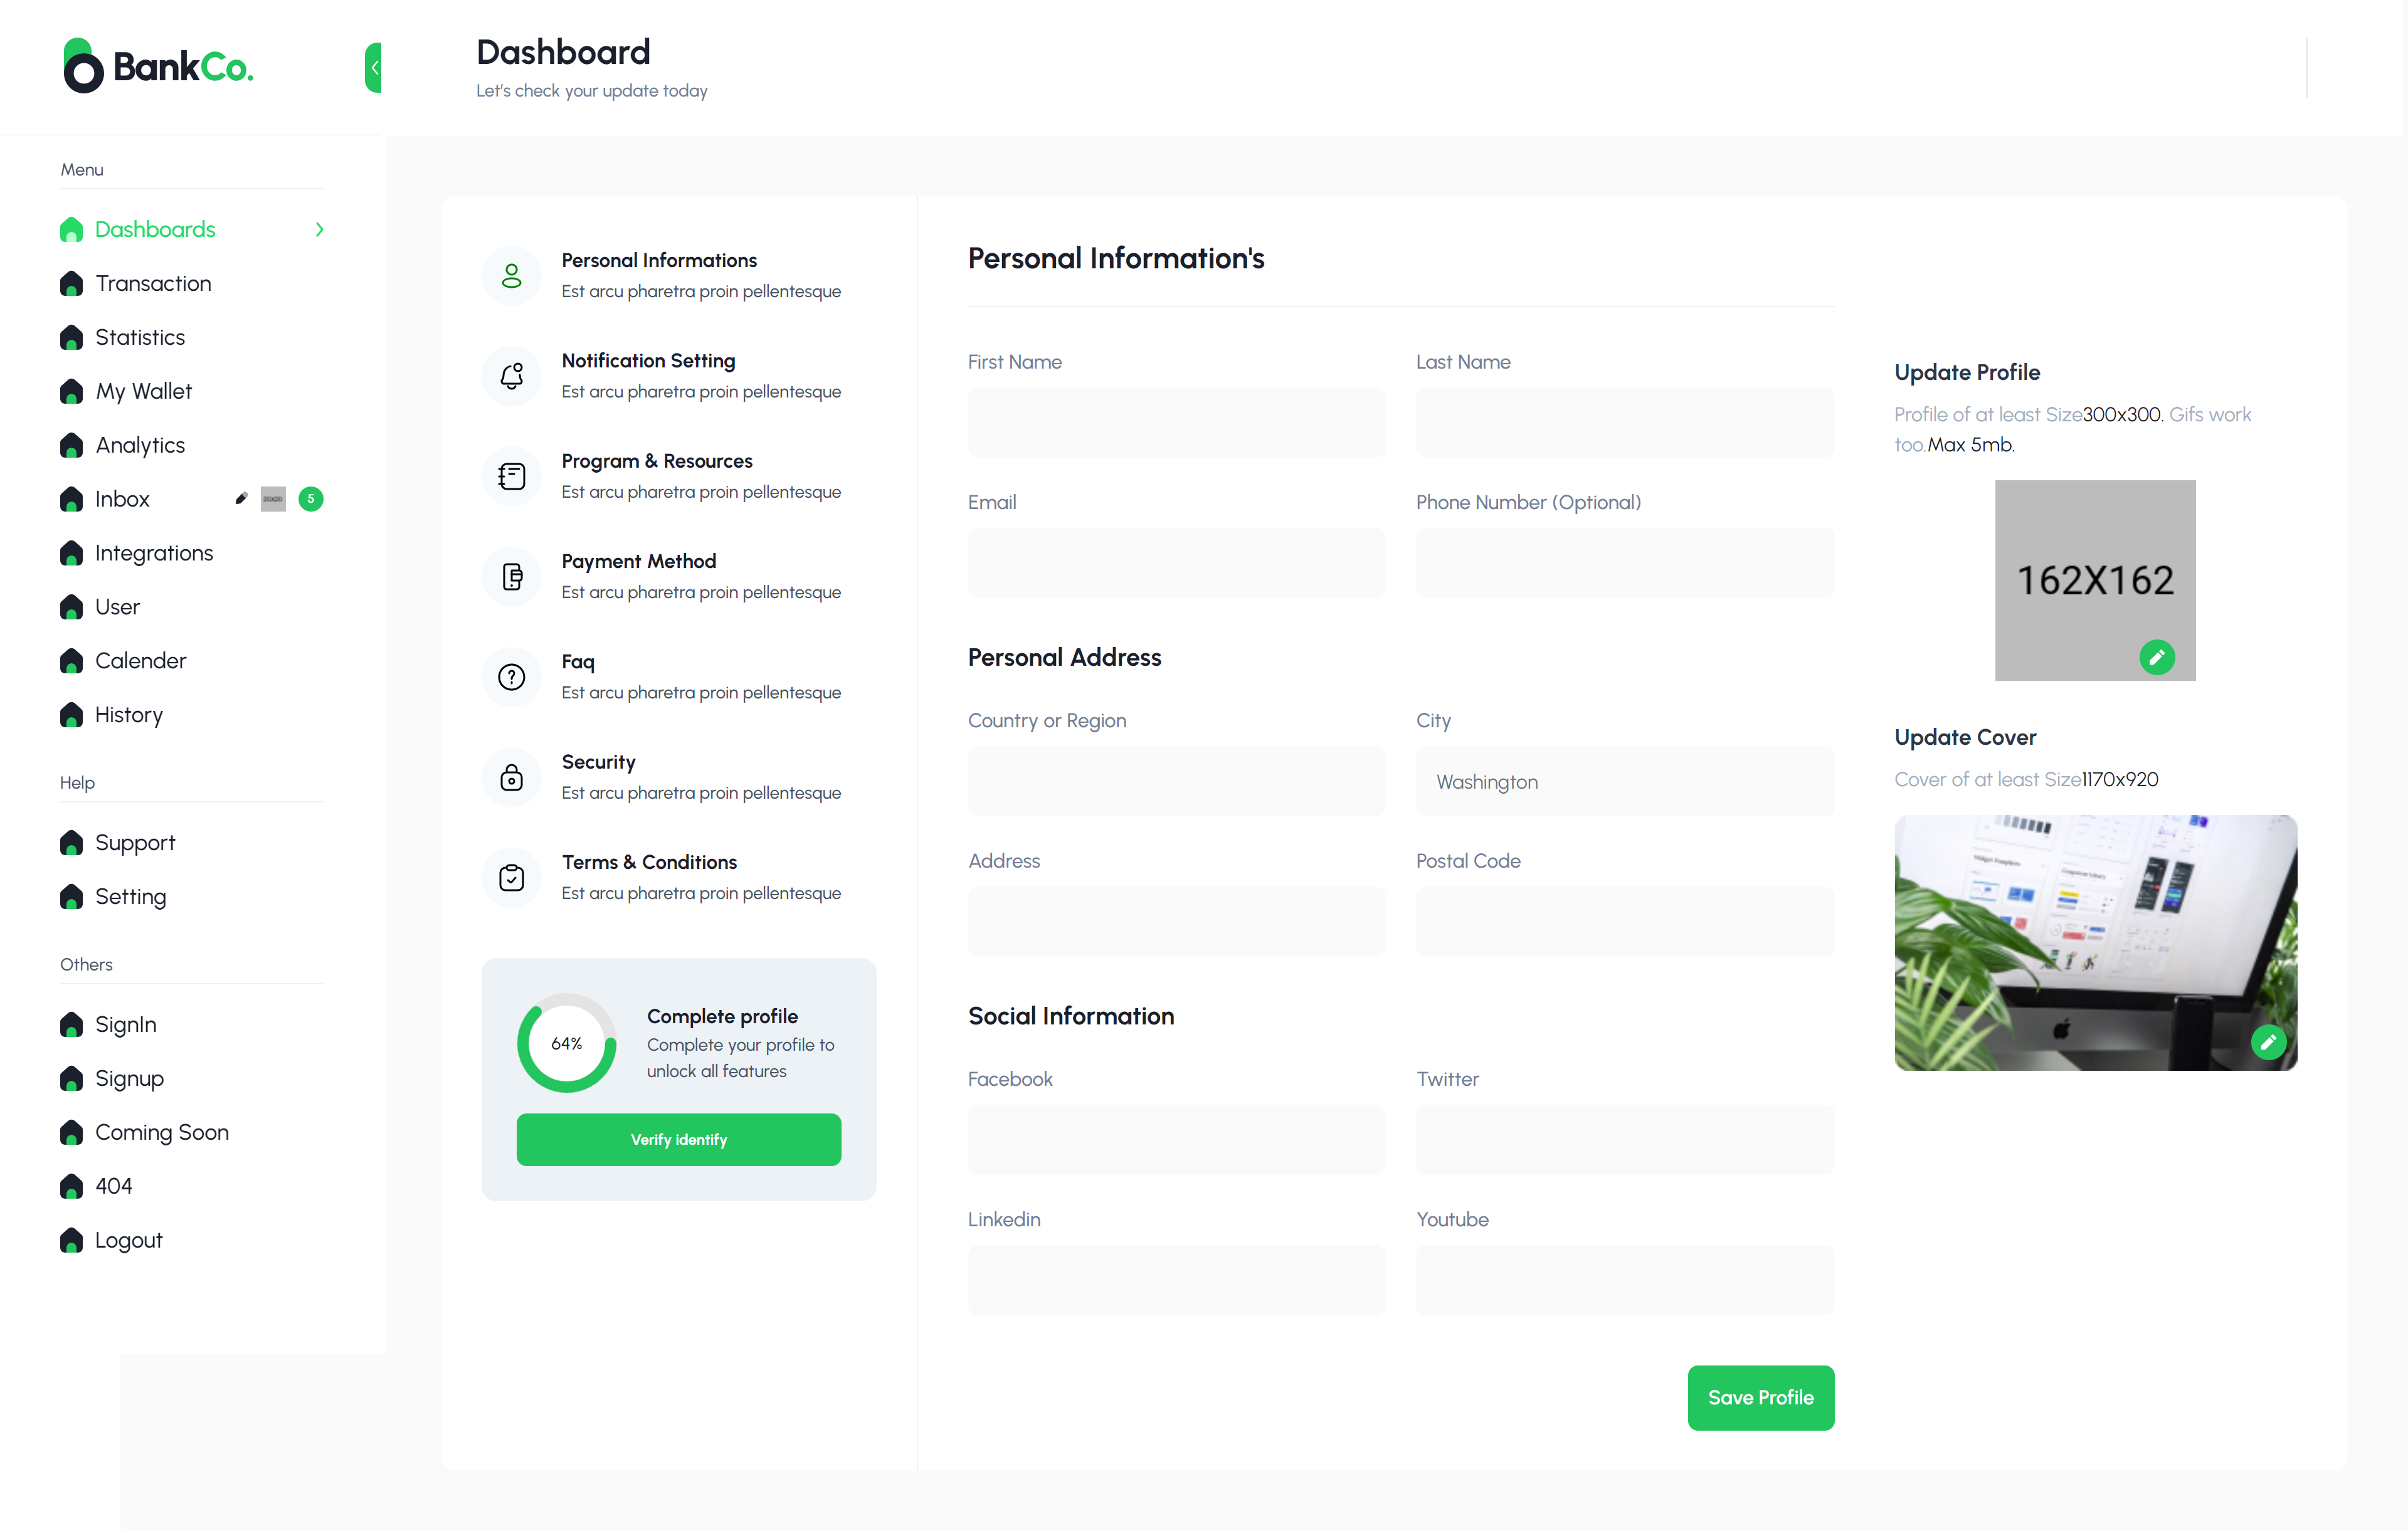 BankCo.
Dashboard
Let's check your update today
Menu
Dashboards
Transaction
Statistics
My Wallet
Analytics
Inbox
20X20
5
Integrations
User
Calender
History
Help
Support
Setting
Others
SignIn
Signup
Coming Soon
404
Logout
Personal Informations
Est arcu pharetra proin pellentesque
Notification Setting
Est arcu pharetra proin pellentesque
Program & Resources
Est arcu pharetra proin pellentesque
Payment Method
Est arcu pharetra proin pellentesque
Faq
Est arcu pharetra proin pellentesque
Security
Est arcu pharetra proin pellentesque
Terms & Conditions
Est arcu pharetra proin pellentesque
64%
Complete profile
Complete your profile to
unlock all features
Verify identify
Personal Information's
First Name
Last Name
Email
Phone Number (Optional)
Personal Address
Country or Region
City
Washington
Address
Postal Code
Social Information
Facebook
Twitter
Linkedin
Youtube
Save Profile
Update Profile
Profile of at least Size300x300. Gifs work
too.Max 5mb.
162X162
Update Cover
Cover of at least Size1170x920